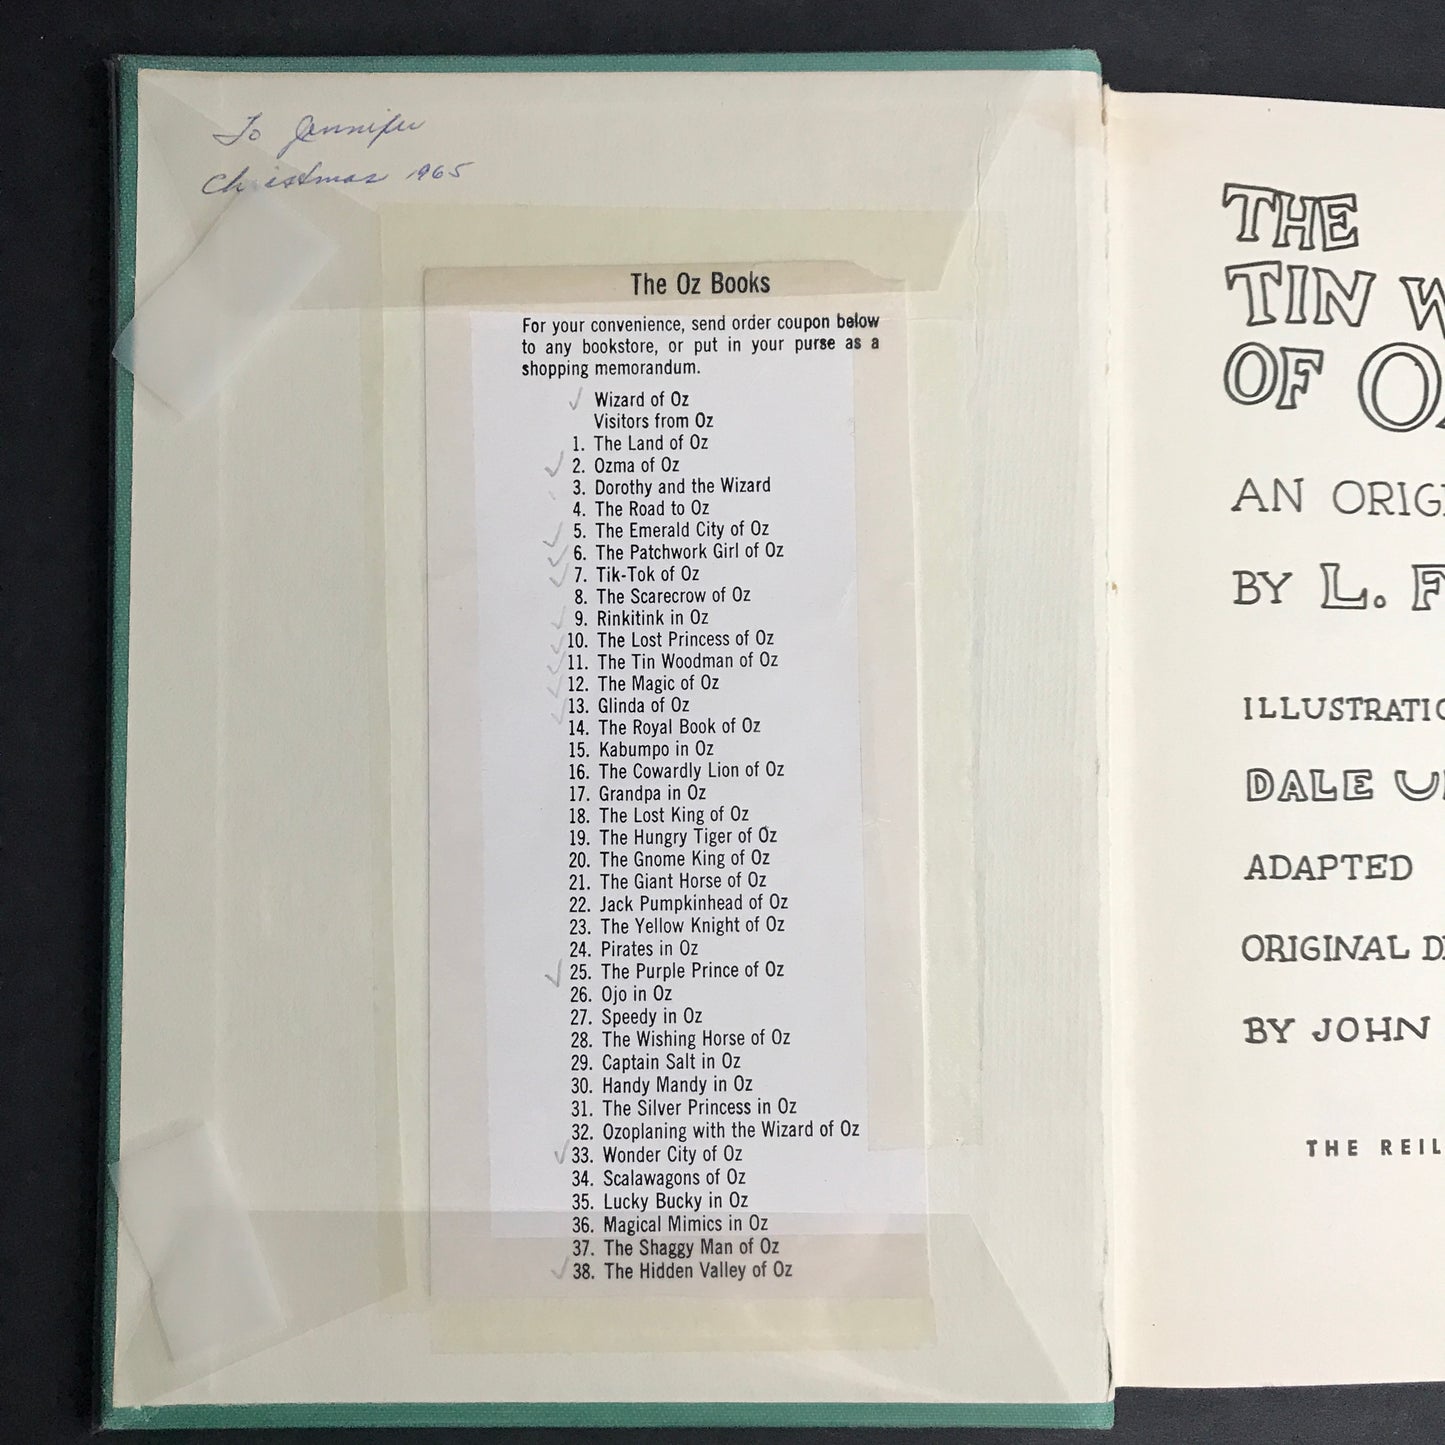 To Jennifer
Christmas 1965
The Oz Books
For your convenience, send order coupon below
to any bookstore, or put in your purse as a
shopping memorandum.
Wizard of Oz
Visitors from Oz
1. The Land of Oz
2. Ozma of Oz
3. Dorothy and the Wizard
4. The Road to Oz
5. The Emerald City of Oz
6. The Patchwork Girl of Oz
7. Tik-Tok of Oz
8. The Scarecrow of Oz
9. Rinkitink in Oz
10. The Lost Princess of Oz
11. The Tin Woodman of Oz
12. The Magic of Oz
13. Glinda of Oz
14. The Royal Book of Oz
15. Kabumpo in Oz
16. The Cowardly Lion of Oz
17. Grandpa in Oz
18. The Lost King of Oz
19. The Hungry Tiger of Oz
20. The Gnome King of Oz
21. The Giant Horse of Oz
22. Jack Pumpkinhead of Oz
23. The Yellow Knight of Oz
24. Pirates in Oz
25. The Purple Prince of Oz
26. Ojo in Oz
27. Speedy in Oz
28. The Wishing Horse of Oz
29. Captain Salt in Oz
30. Handy Mandy in Oz
31. The Silver Princess in Oz
32. Ozoplaning with the Wizard of Oz
33. Wonder City of Oz
34. Scalawagons of Oz
35. Lucky Bucky in Oz
36. Magical Mimics in Oz
37. The Shaggy Man of Oz
38. The Hidden Valley of Oz
THE
TIN W
OF
AN ORIG
BY L. F
ILLUSTRATIO
DALE U
ADAPTED
ORIGINAL
BY JOHN
THE REIL